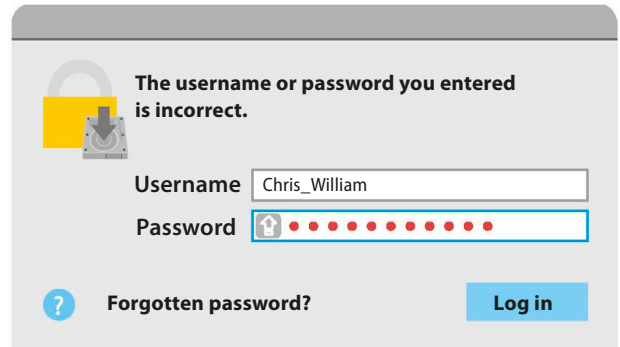 The username or password you entered
is incorrect.
Username Chris_William
Password ●●●●●●●●●●●
? Forgotten password? Log in